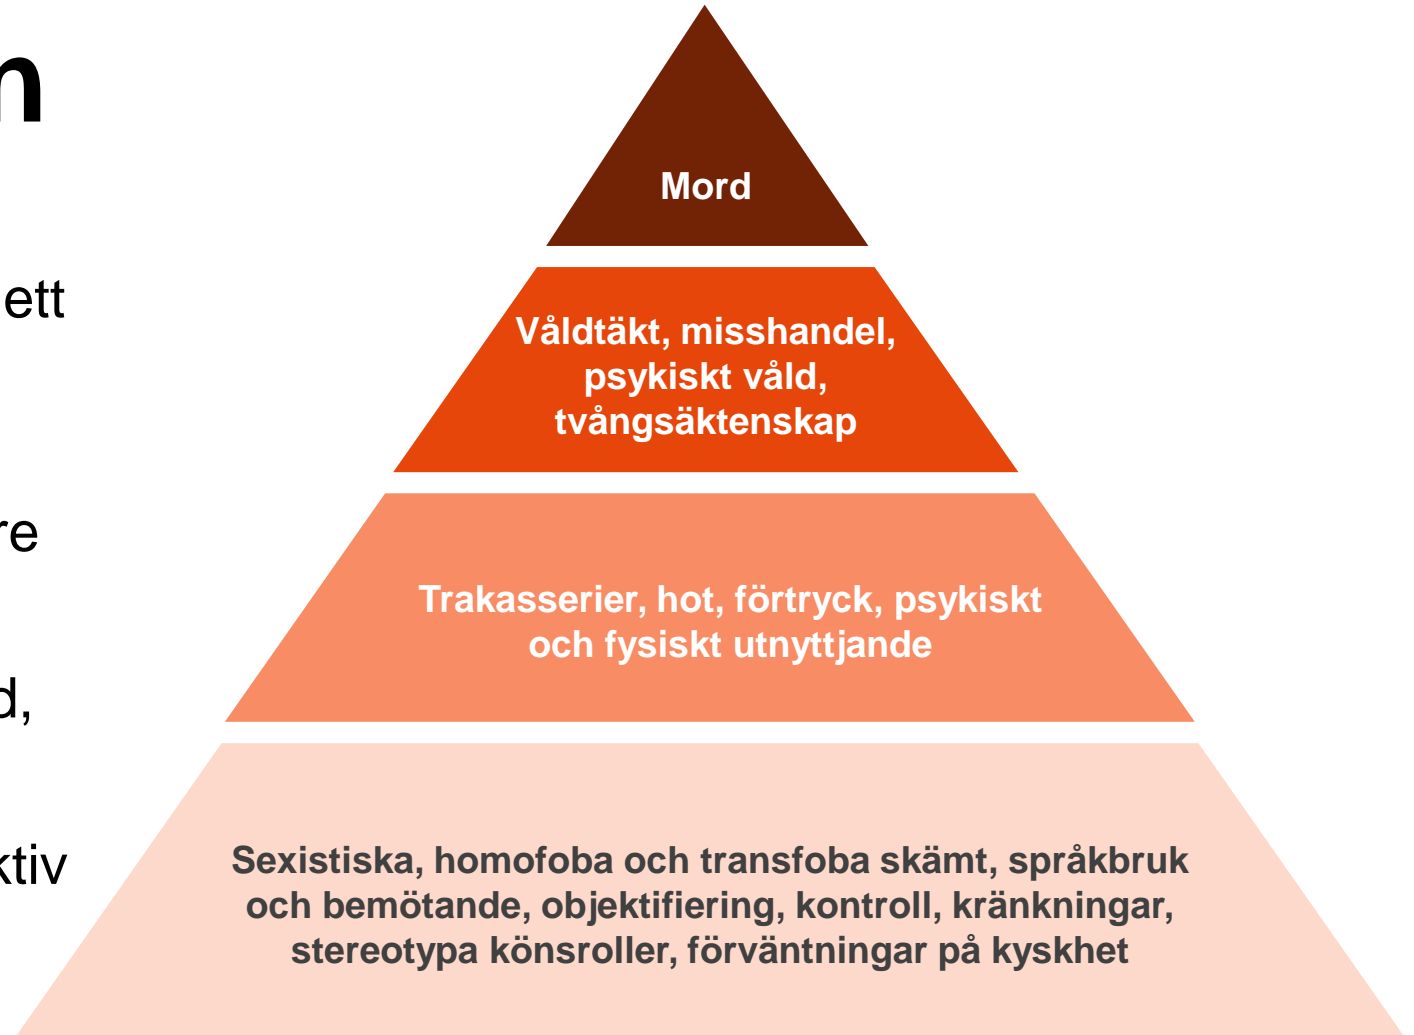 n
ett
re
d,
ktiv
Mord
Våldtäkt, misshandel,
psykiskt våld,
tvångsäktenskap
Trakasserier, hot, förtryck, psykiskt
och fysiskt utnyttjande
Sexistiska, homofoba och transfoba skämt, språkbruk
och bemötande, objektifiering, kontroll, kränkningar,
stereotypa könsroller, förväntningar på kyskhet